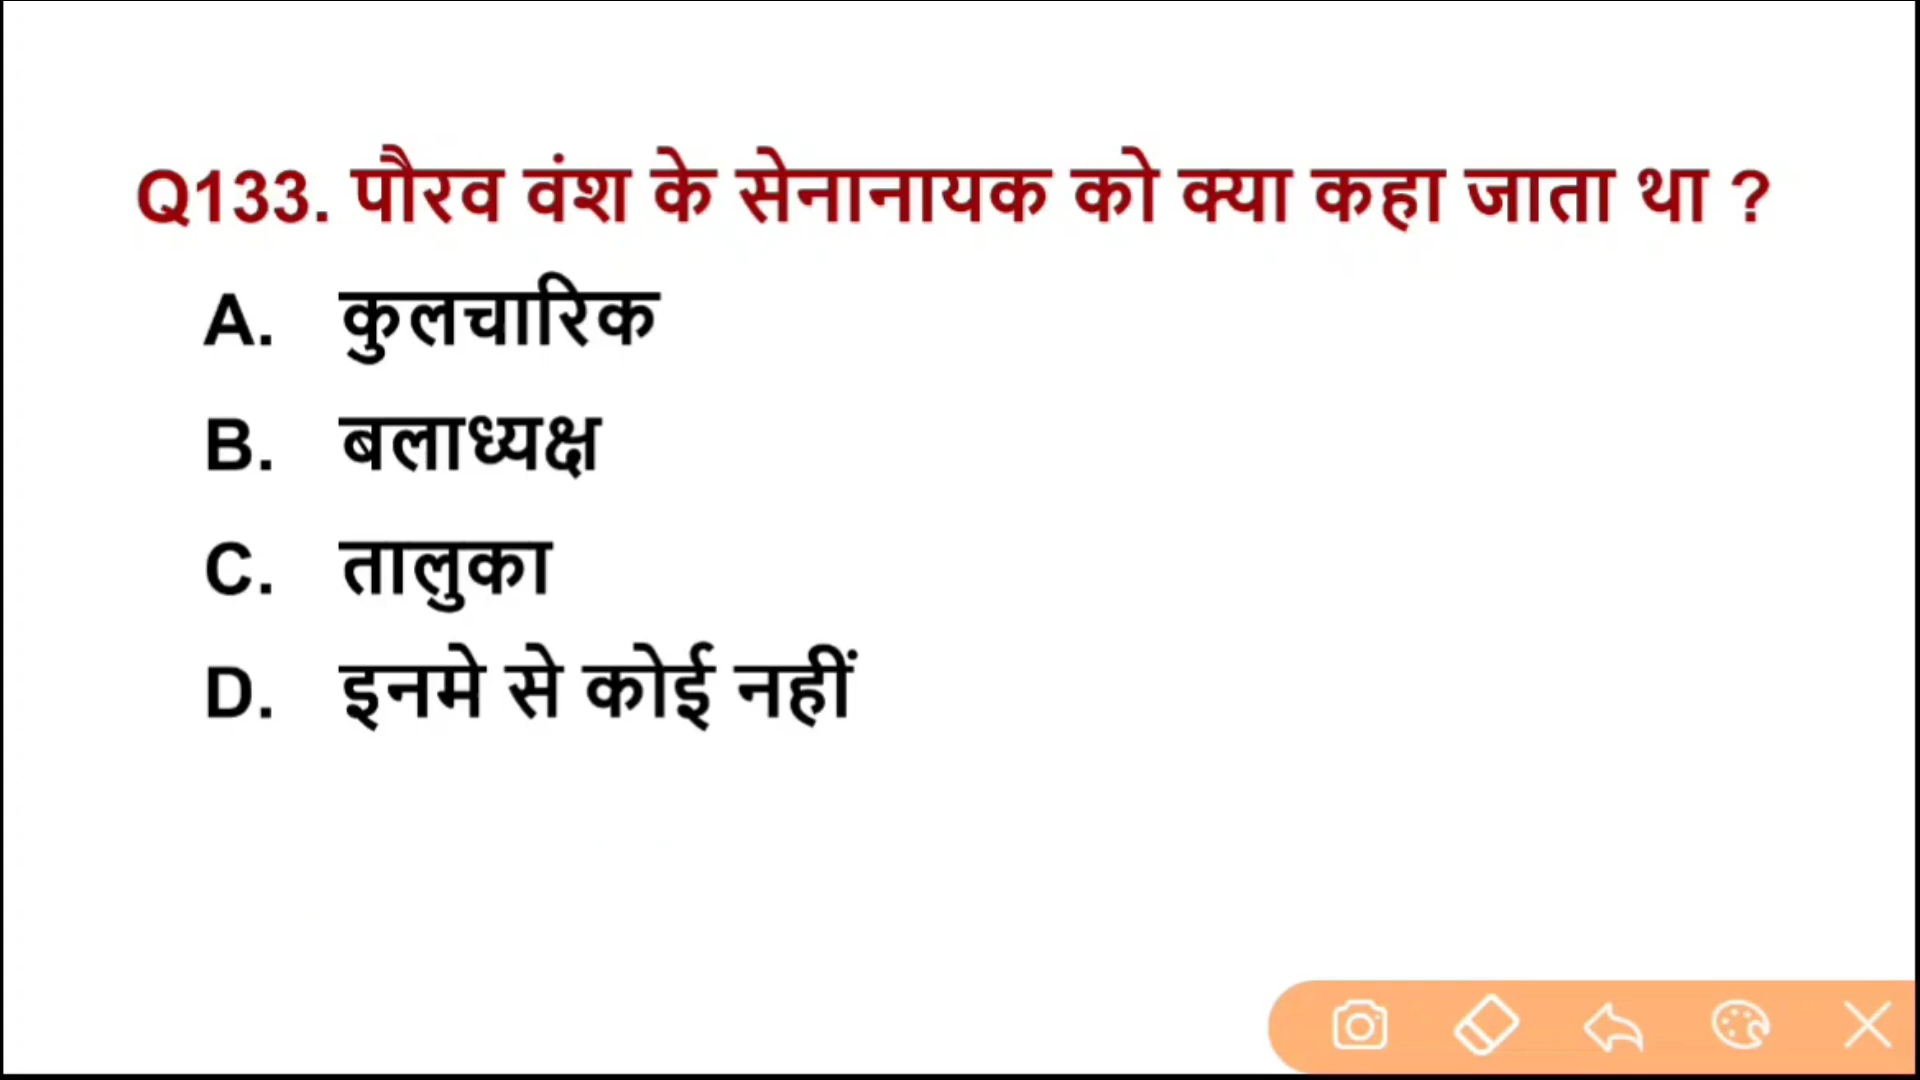 Q133. पौरव वंश के सेनानायक को क्या कहा जाता था ?
A. कुलचारिक
B. बलाध्यक्ष
C. तालुका
D. इनमे से कोई नहीं